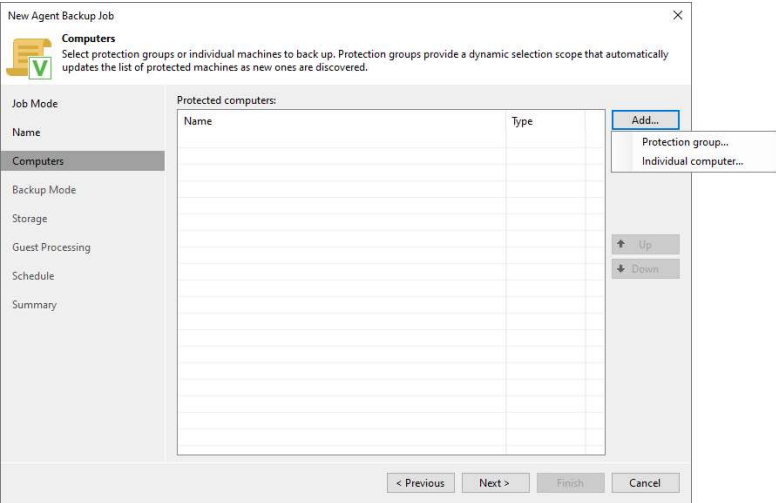 New Agent Backup Job
Computers
Select protection groups or individual machines to back up. Protection groups provide a dynamic selection scope that automatically
updates the list of protected machines as new ones are discovered.
Job Mode
Name
Computers
Backup Mode
Storage
Guest Processing
Schedule
Summary
Protected computers:
Name Type
Add...
Protection group...
Individual computer...
Up
Down
< Previous Next > Finish Cancel